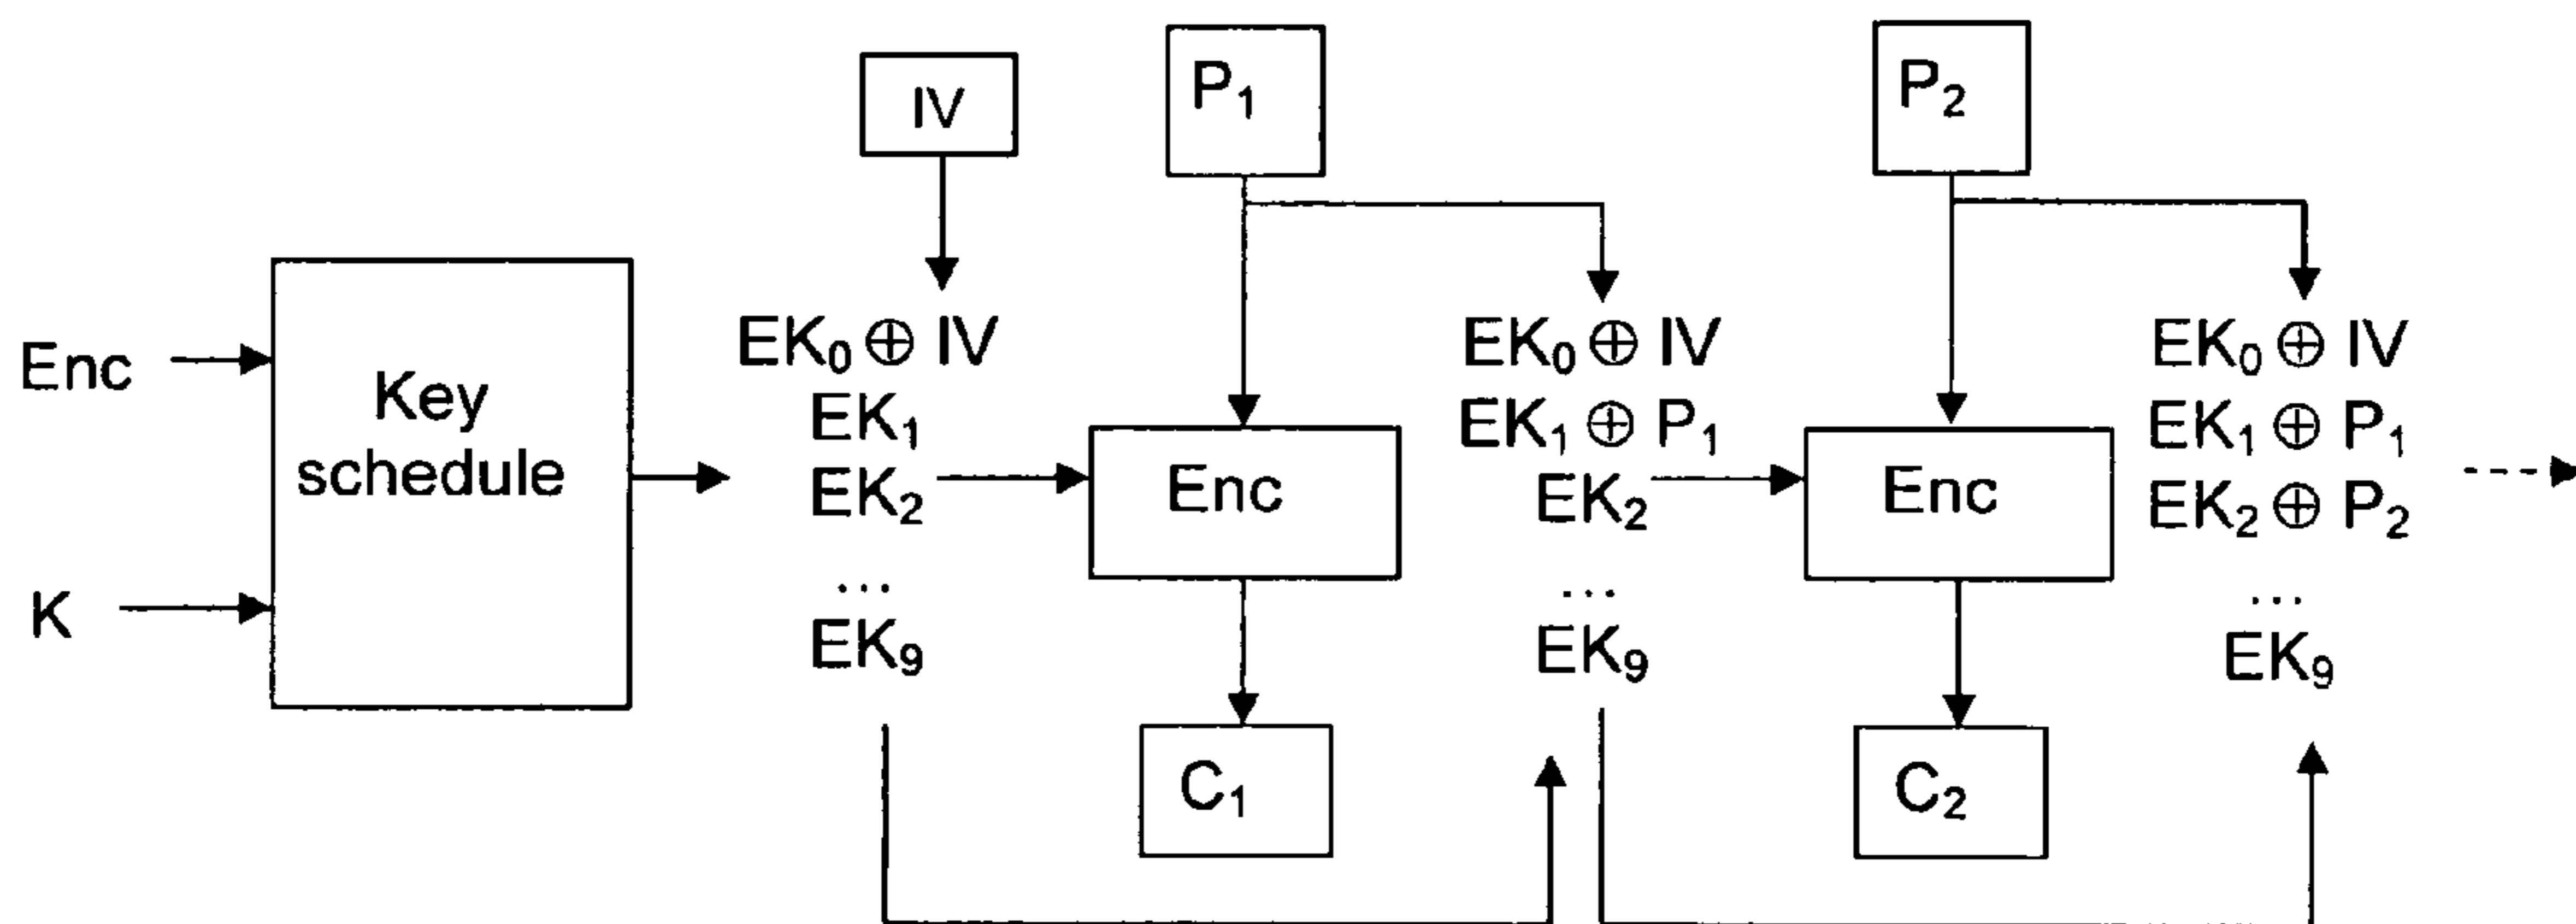 Enc
K
Key
schedule
IV
EK₀ ⊕ IV
EK₁
EK₂
...
EK₉
P₁
Enc
C₁
EK₀ ⊕ IV
EK₁ ⊕ P₁
EK₂
...
EK₉
P₂
Enc
C₂
EK₀ ⊕ IV
EK₁ ⊕ P₁
EK₂ ⊕ P₂
...
EK₉